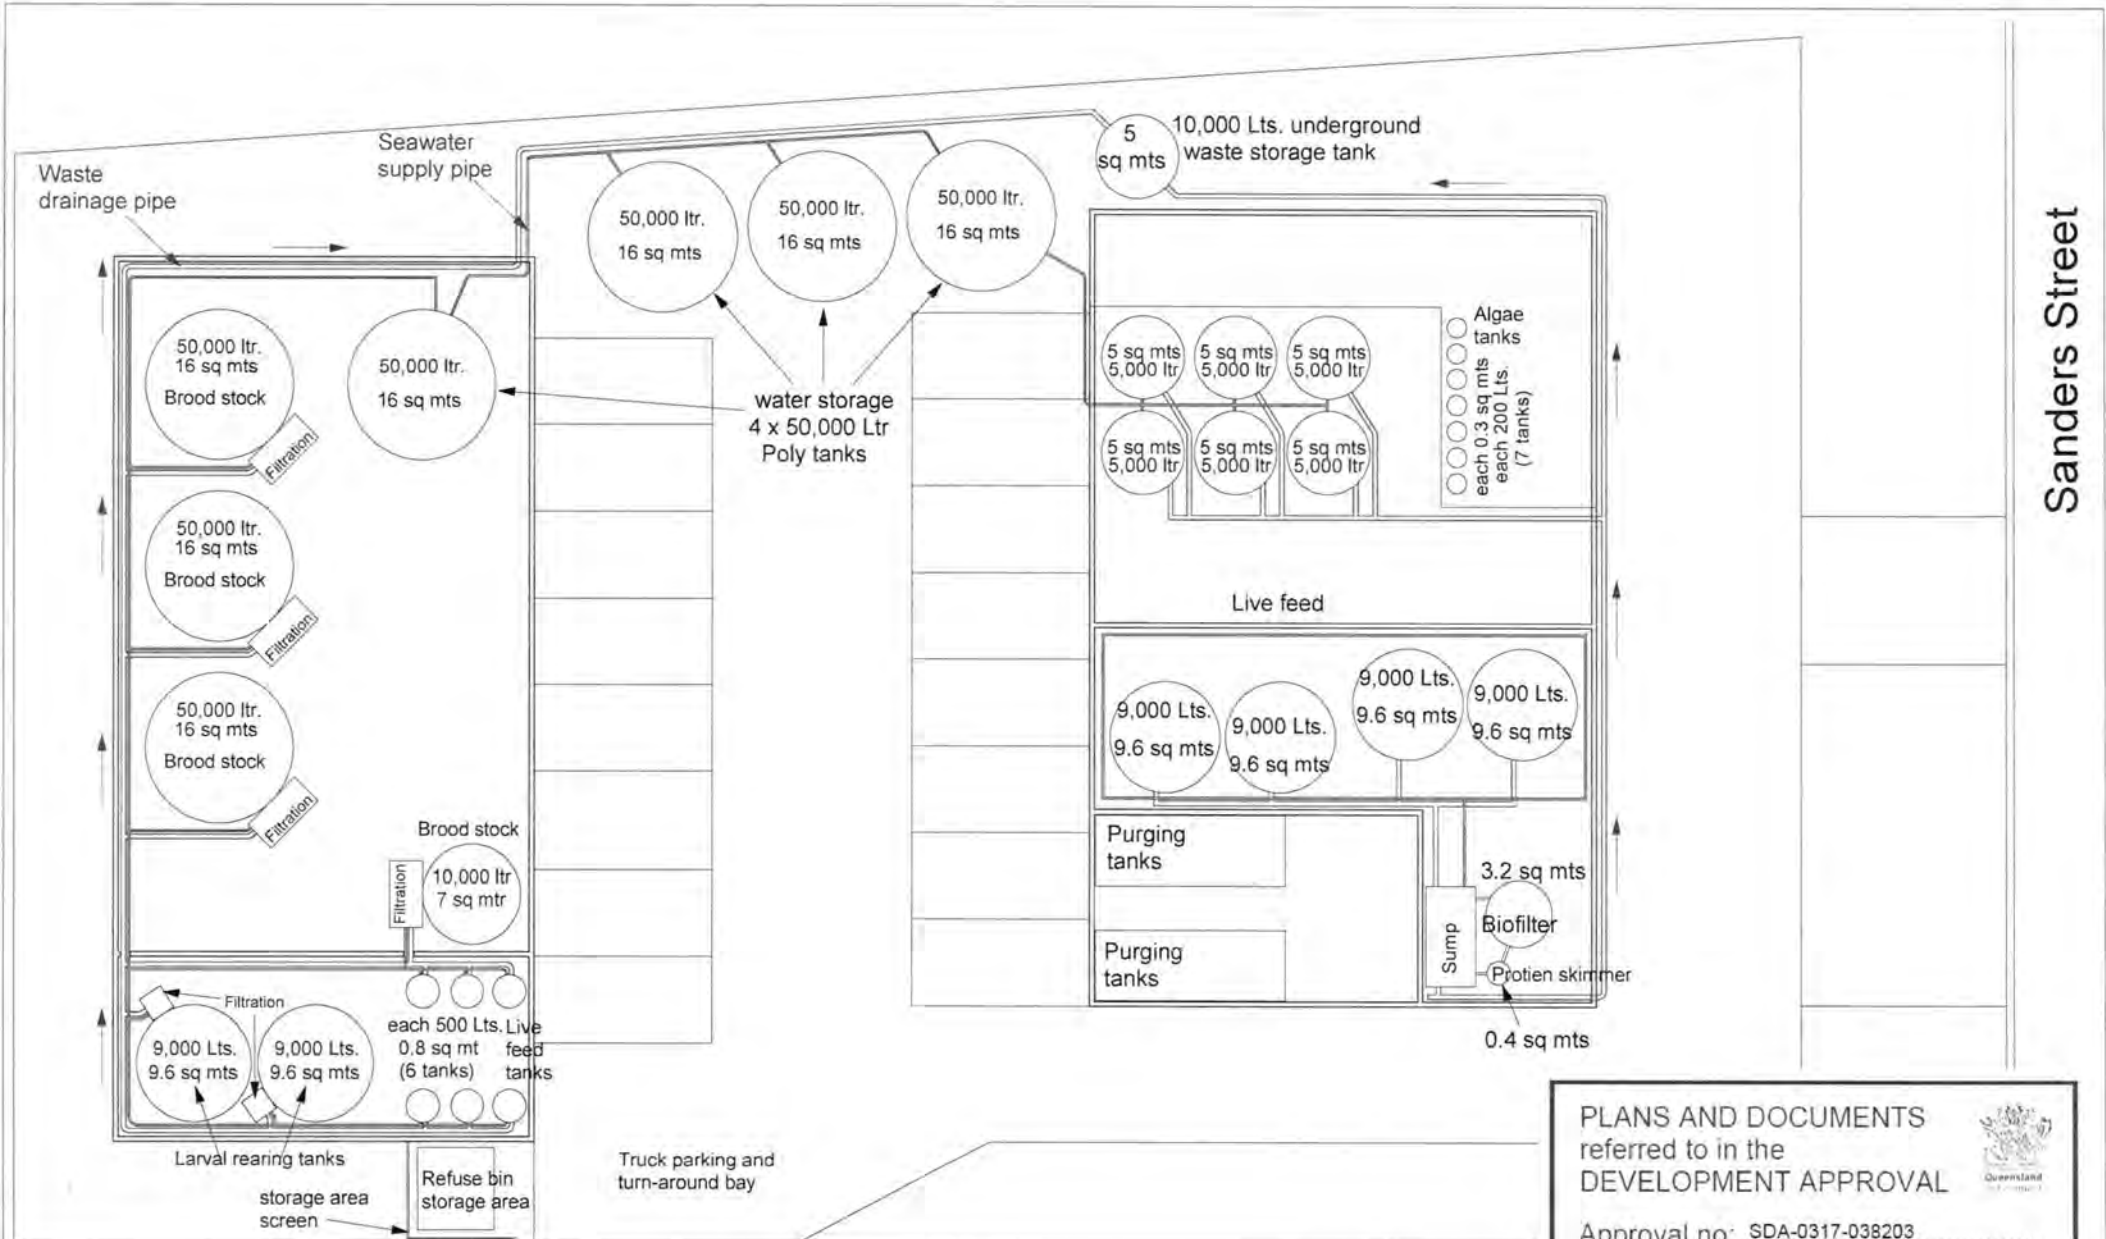 Waste
drainage pipe
Seawater
supply pipe
50,000 ltr.
16 sq mts
50,000 ltr.
16 sq mts
50,000 ltr.
16 sq mts
5
sq mts
10,000 Lts. underground
waste storage tank
Sanders Street
50,000 ltr.
16 sq mts
Brood stock
Filtration
50,000 ltr.
16 sq mts
water storage
4 x 50,000 Ltr
Poly tanks
50,000 ltr.
16 sq mts
Brood stock
Filtration
50,000 ltr.
16 sq mts
Brood stock
Filtration
Brood stock
10,000 ltr
7 sq mtr
Filtration
Filtration
9,000 Lts.
9.6 sq mts
9,000 Lts.
9.6 sq mts
each 500 Lts.
0.8 sq mt
(6 tanks)
Live
feed
tanks
Larval rearing tanks
storage area
screen
Refuse bin
storage area
Truck parking and
turn-around bay
5 sq mts
5,000 ltr
5 sq mts
5,000 ltr
5 sq mts
5,000 ltr
5 sq mts
5,000 ltr
5 sq mts
5,000 ltr
5 sq mts
5,000 ltr
Algae
tanks
each 0.3 sq mts
each 200 Lts.
(7 tanks)
Live feed
9,000 Lts.
9.6 sq mts
9,000 Lts.
9.6 sq mts
9,000 Lts.
9.6 sq mts
9,000 Lts.
9.6 sq mts
Purging
tanks
Purging
tanks
Sump
3.2 sq mts
Biofilter
Protien skimmer
0.4 sq mts
PLANS AND DOCUMENTS
referred to in the
DEVELOPMENT APPROVAL
Queensland
Approval no: SDA-0317-038203